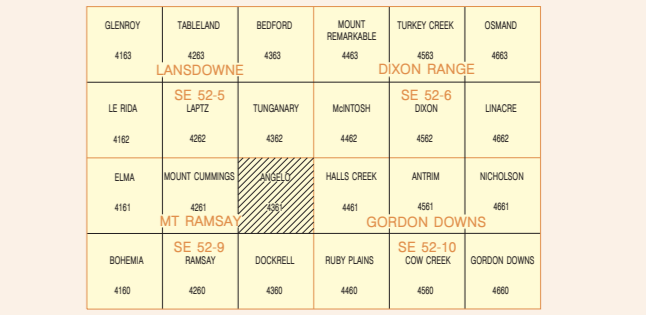 GLENROY TABLELAND BEDFORD MOUNT REMARKABLE TURKEY CREEK OSMAND
4163 4263 4363 4463 4563 4663
LANSDOWNE DIXON RANGE
SE 52-5 SE 52-6
LE RIDA LAPTZ TUNGANARY McINTOSH DIXON LINACRE
4162 4262 4362 4462 4562 4662
ELMA MOUNT CUMMINGS ANGELO HALLS CREEK ANTRIM NICHOLSON
4161 4261 4361 4461 4561 4661
MT RAMSAY GORDON DOWNS
SE 52-9 SE 52-10
BOHEMIA RAMSAY DOCKRELL RUBY PLAINS COW CREEK GORDON DOWNS
4160 4260 4360 4460 4560 4660